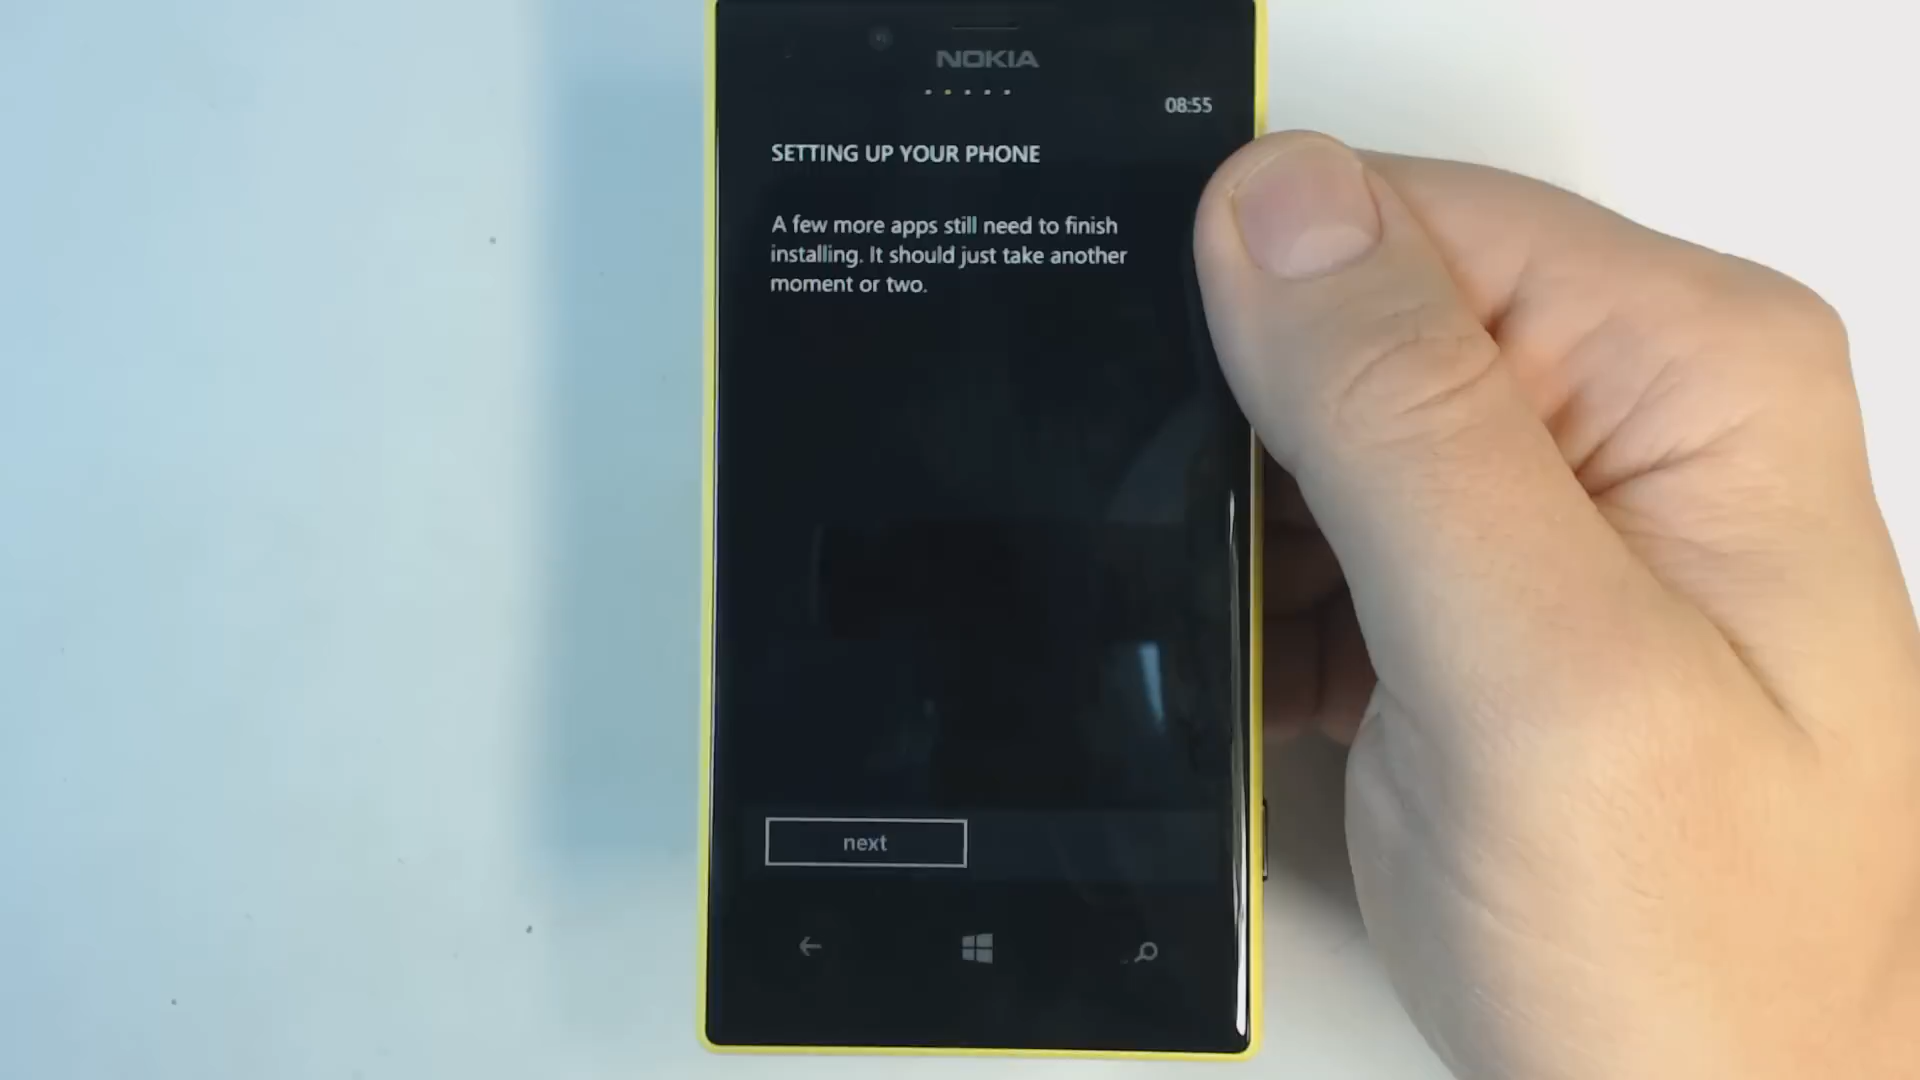 NOKIA
08:55
SETTING UP YOUR PHONE
A few more apps still need to finish
installing. It should just take another
moment or two.
next